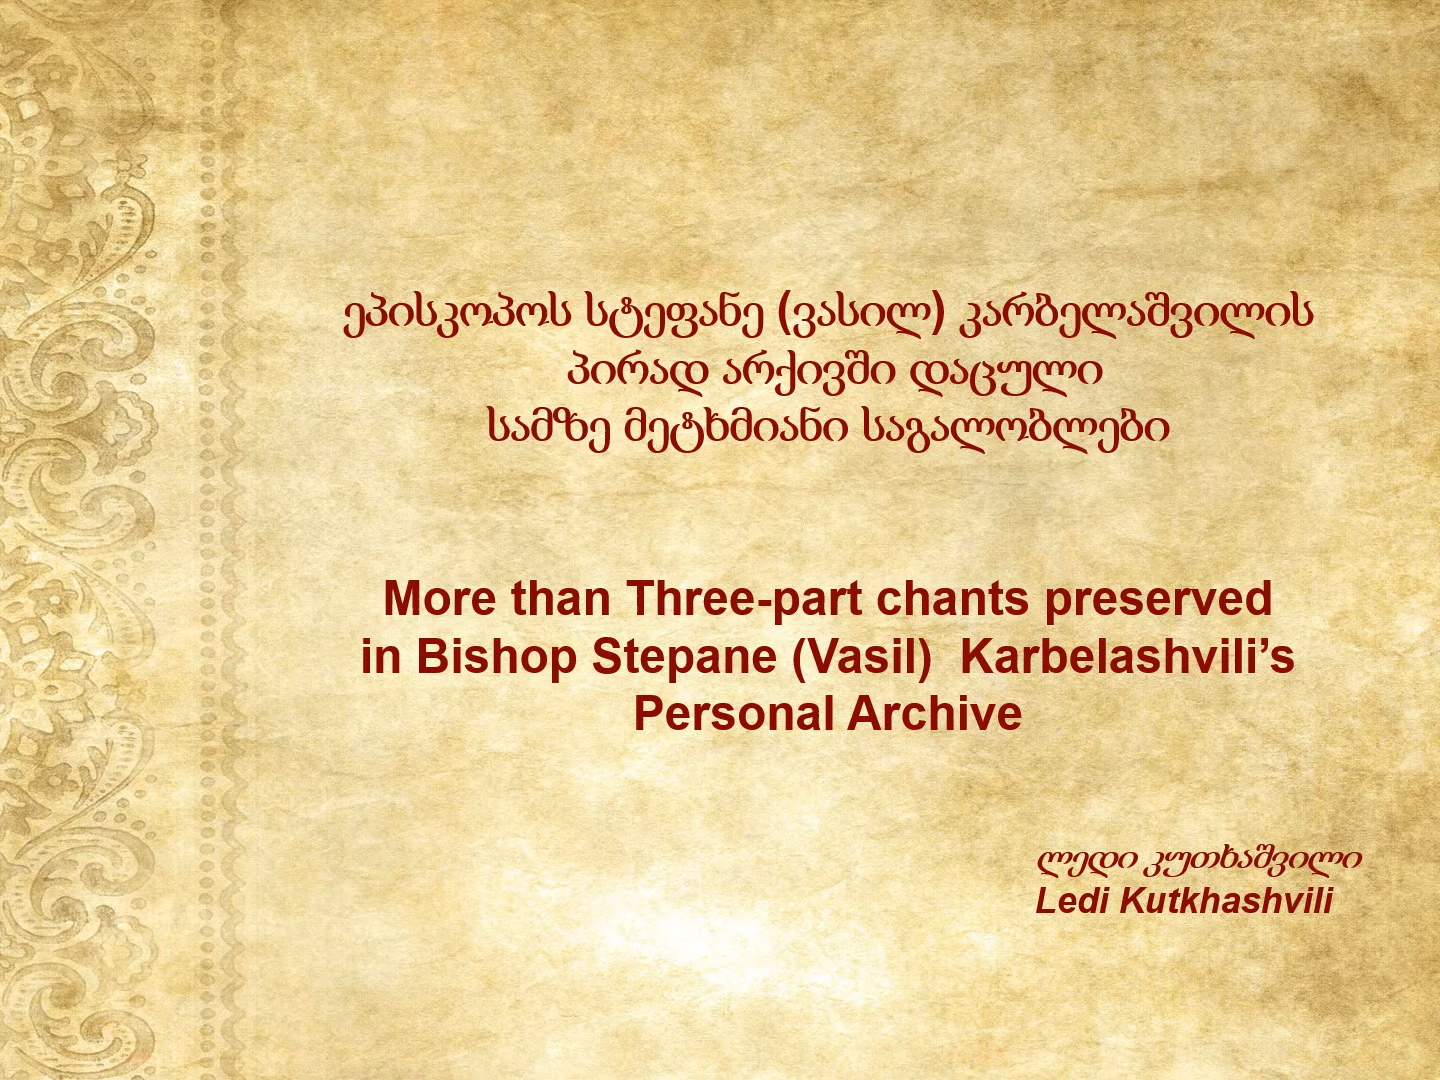 ეპისკოპოს სტეფანე (ვასილ) კარბელაშვილის
პირად არქივში დაცული
სამზე მეტხმიანი საგალობლები
More than Three-part chants preserved
in Bishop Stepane (Vasil) Karbelashvili’s
Personal Archive
ლედი კუთხაშვილი
Ledi Kutkhashvili